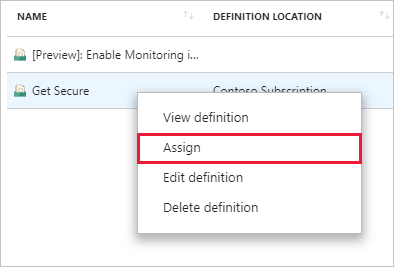 NAME DEFINITION LOCATION
[Preview]: Enable Monitoring i...
Get Secure Contoso Subscription
View definition
Assign
Edit definition
Delete definition